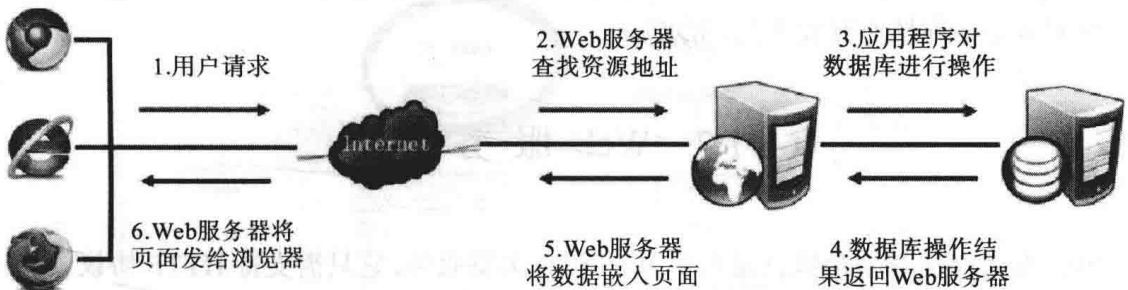 1.用户请求
2.Web服务器
查找资源地址
3.应用程序对
数据库进行操作
Internet
6.Web服务器将
页面发给浏览器
5.Web服务器
将数据嵌入页面
4.数据库操作结
果返回Web服务器